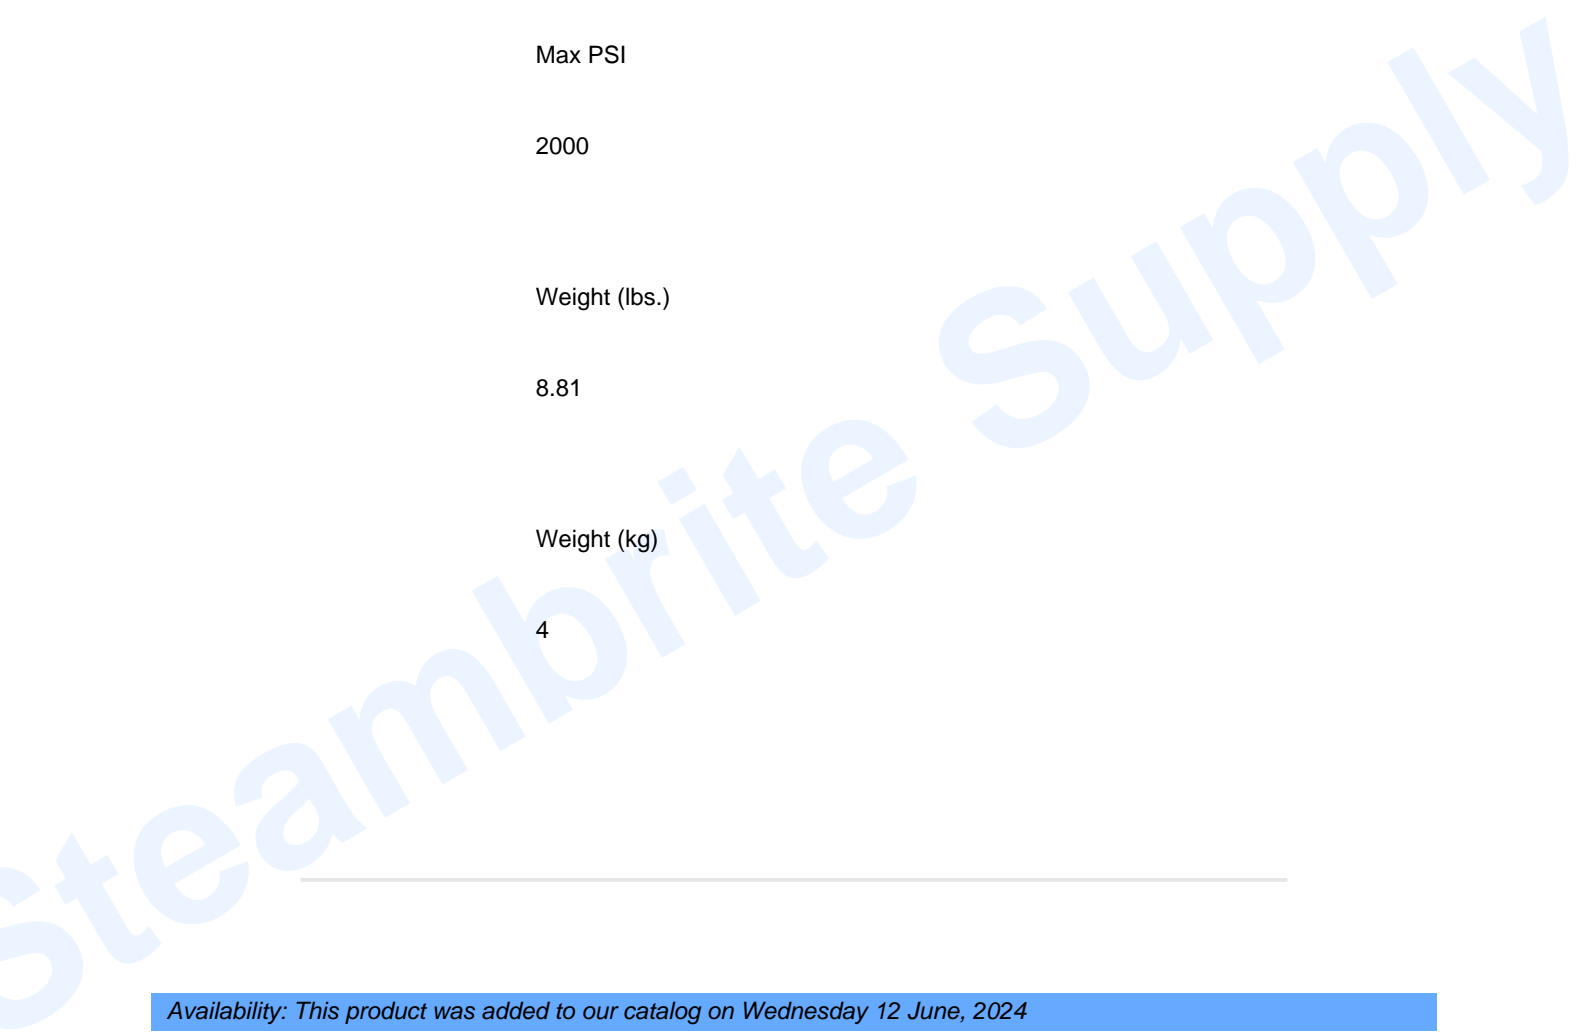 Max PSI
2000
Weight (lbs.)
8.81
Weight (kg)
4
Steambrite Supply
Availability: This product was added to our catalog on Wednesday 12 June, 2024